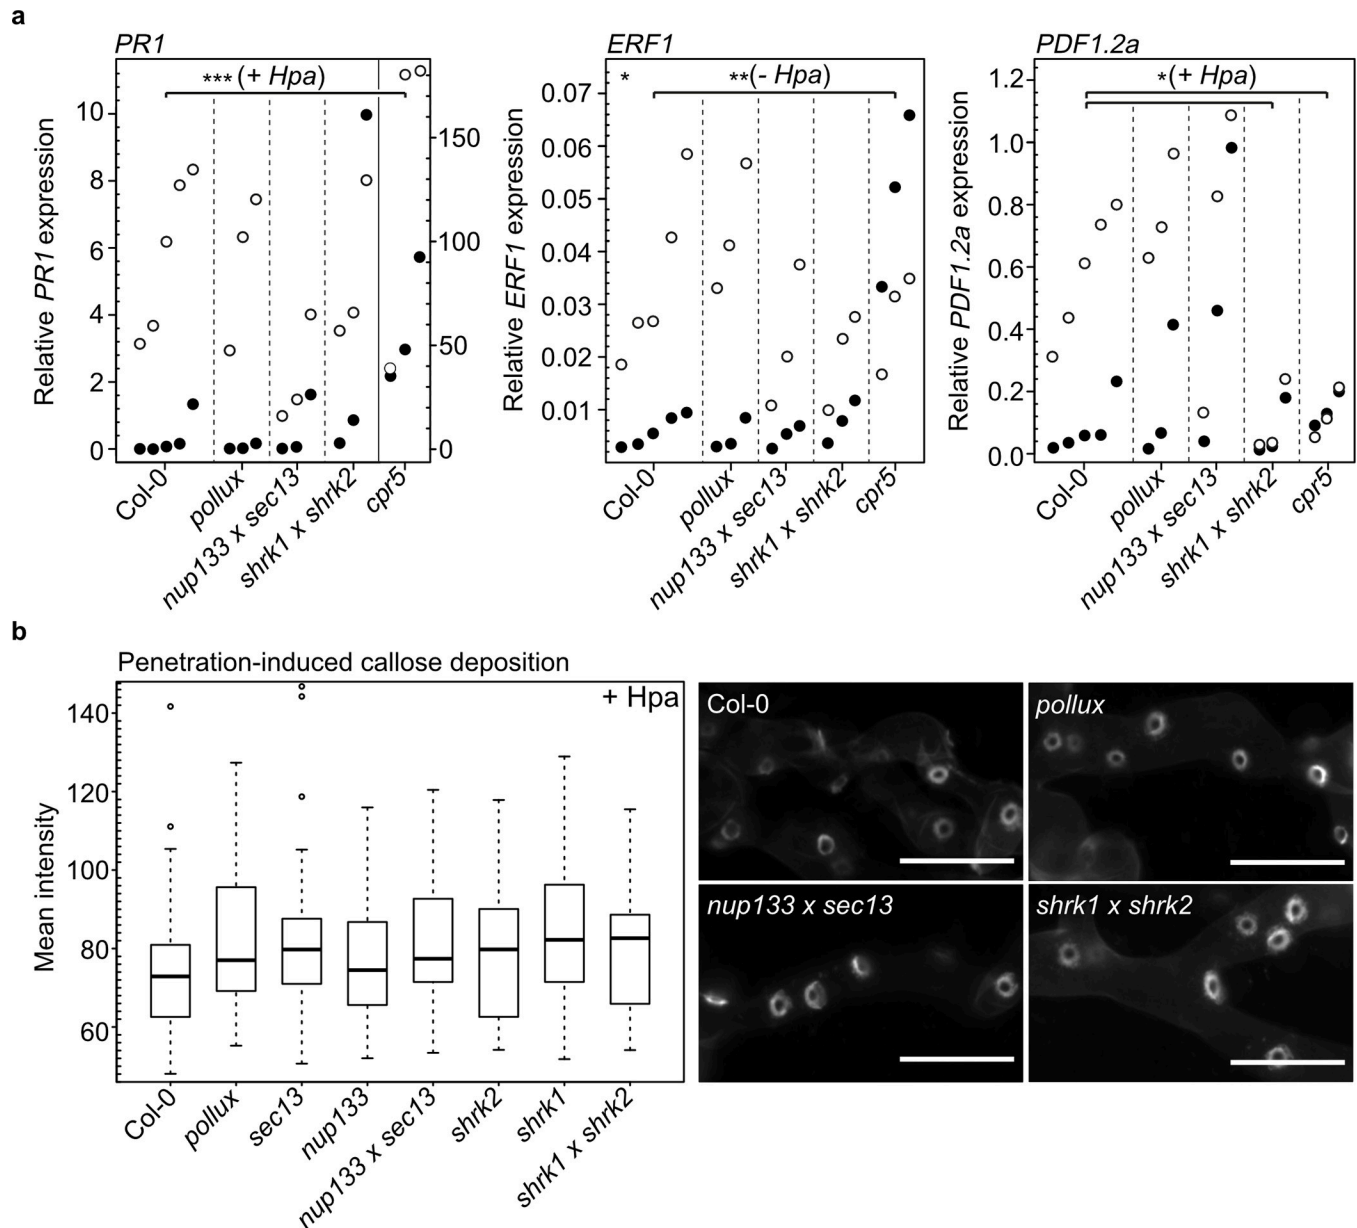 a
PR1
Relative PR1 expression
*** (+ Hpa)
10
8
6
4
2
0
150
100
50
0
Col-0
pollux
nup133 x sec13
shrk1 x shrk2
cpr5
ERF1
Relative ERF1 expression
*
**(- Hpa)
0.07
0.06
0.05
0.04
0.03
0.02
0.01
Col-0
pollux
nup133 x sec13
shrk1 x shrk2
cpr5
PDF1.2a
Relative PDF1.2a expression
*(+ Hpa)
1.2
1.0
0.8
0.6
0.4
0.2
0.0
Col-0
pollux
nup133 x sec13
shrk1 x shrk2
cpr5
b
Penetration-induced callose deposition
+ Hpa
Mean intensity
140
120
100
80
60
Col-0
pollux
sec13
nup133
nup133 x sec13
shrk2
shrk1
shrk1 x shrk2
Col-0
pollux
nup133 x sec13
shrk1 x shrk2